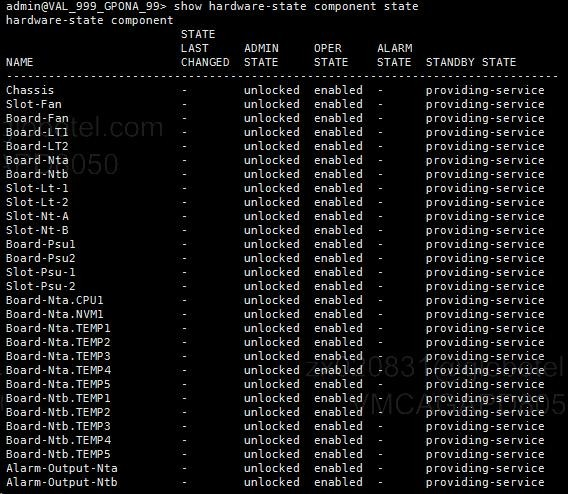 admin@VAL_999_GPONA_99> show hardware-state component state
hardware-state component
STATE
LAST ADMIN OPER ALARM
NAME CHANGED STATE STATE STATE STANDBY STATE
--------------------------------------------------------------------------------
Chassis - unlocked enabled - providing-service
Slot-Fan - unlocked enabled - providing-service
Board-Fan - unlocked enabled - providing-service
Board-LT1 - unlocked enabled - providing-service
Board-LT2 - unlocked enabled - providing-service
Board-Nta - unlocked enabled - providing-service
Board-Ntb - unlocked enabled - providing-service
Slot-Lt-1 - unlocked enabled - providing-service
Slot-Lt-2 - unlocked enabled - providing-service
Slot-Nt-A - unlocked enabled - providing-service
Slot-Nt-B - unlocked enabled - providing-service
Board-Psu1 - unlocked enabled - providing-service
Board-Psu2 - unlocked enabled - providing-service
Slot-Psu-1 - unlocked enabled - providing-service
Slot-Psu-2 - unlocked enabled - providing-service
Board-Nta.CPU1 - unlocked enabled - providing-service
Board-Nta.NVM1 - unlocked enabled - providing-service
Board-Nta.TEMP1 - unlocked enabled - providing-service
Board-Nta.TEMP2 - unlocked enabled - providing-service
Board-Nta.TEMP3 - unlocked enabled - providing-service
Board-Nta.TEMP4 - unlocked enabled - providing-service
Board-Nta.TEMP5 - unlocked enabled - providing-service
Board-Ntb.TEMP1 - unlocked enabled - providing-service
Board-Ntb.TEMP2 - unlocked enabled - providing-service
Board-Ntb.TEMP3 - unlocked enabled - providing-service
Board-Ntb.TEMP4 - unlocked enabled - providing-service
Board-Ntb.TEMP5 - unlocked enabled - providing-service
Alarm-Output-Nta - unlocked enabled - providing-service
Alarm-Output-Ntb - unlocked enabled - providing-service